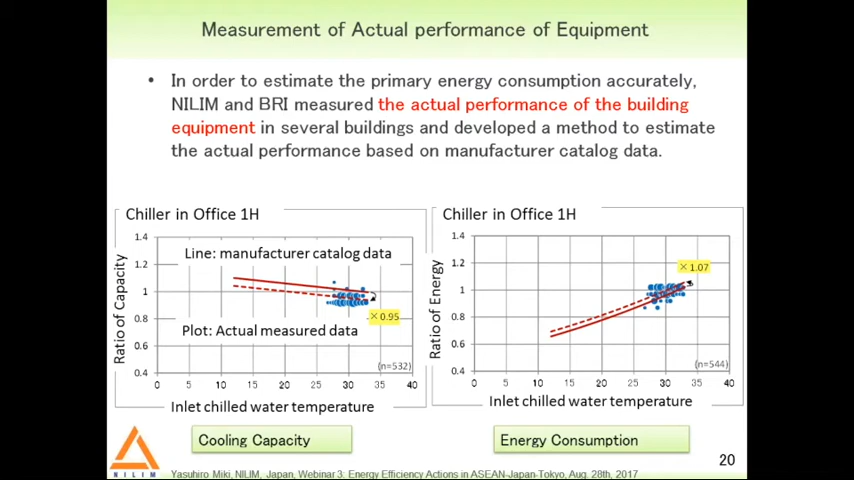 Measurement of Actual performance of Equipment
• In order to estimate the primary energy consumption accurately,
NILIM and BRI measured the actual performance of the building
equipment in several buildings and developed a method to estimate
the actual performance based on manufacturer catalog data.
Chiller in Office 1H
1.4
1.2
1
0.8
0.6
0.4
Ratio of Capacity
Line: manufacturer catalog data
×0.95
Plot: Actual measured data
(n=532)
0 5 10 15 20 25 30 35 40
Inlet chilled water temperature
Cooling Capacity
Chiller in Office 1H
1.4
1.2
1
0.8
0.6
0.4
Ratio of Energy
×1.07
(n=544)
0 5 10 15 20 25 30 35 40
Inlet chilled water temperature
Energy Consumption
20
NILIM
Yasuhiro Miki, NILIM, Japan, Webinar 3: Energy Efficiency Actions in ASEAN-Japan-Tokyo, Aug. 28th, 2017